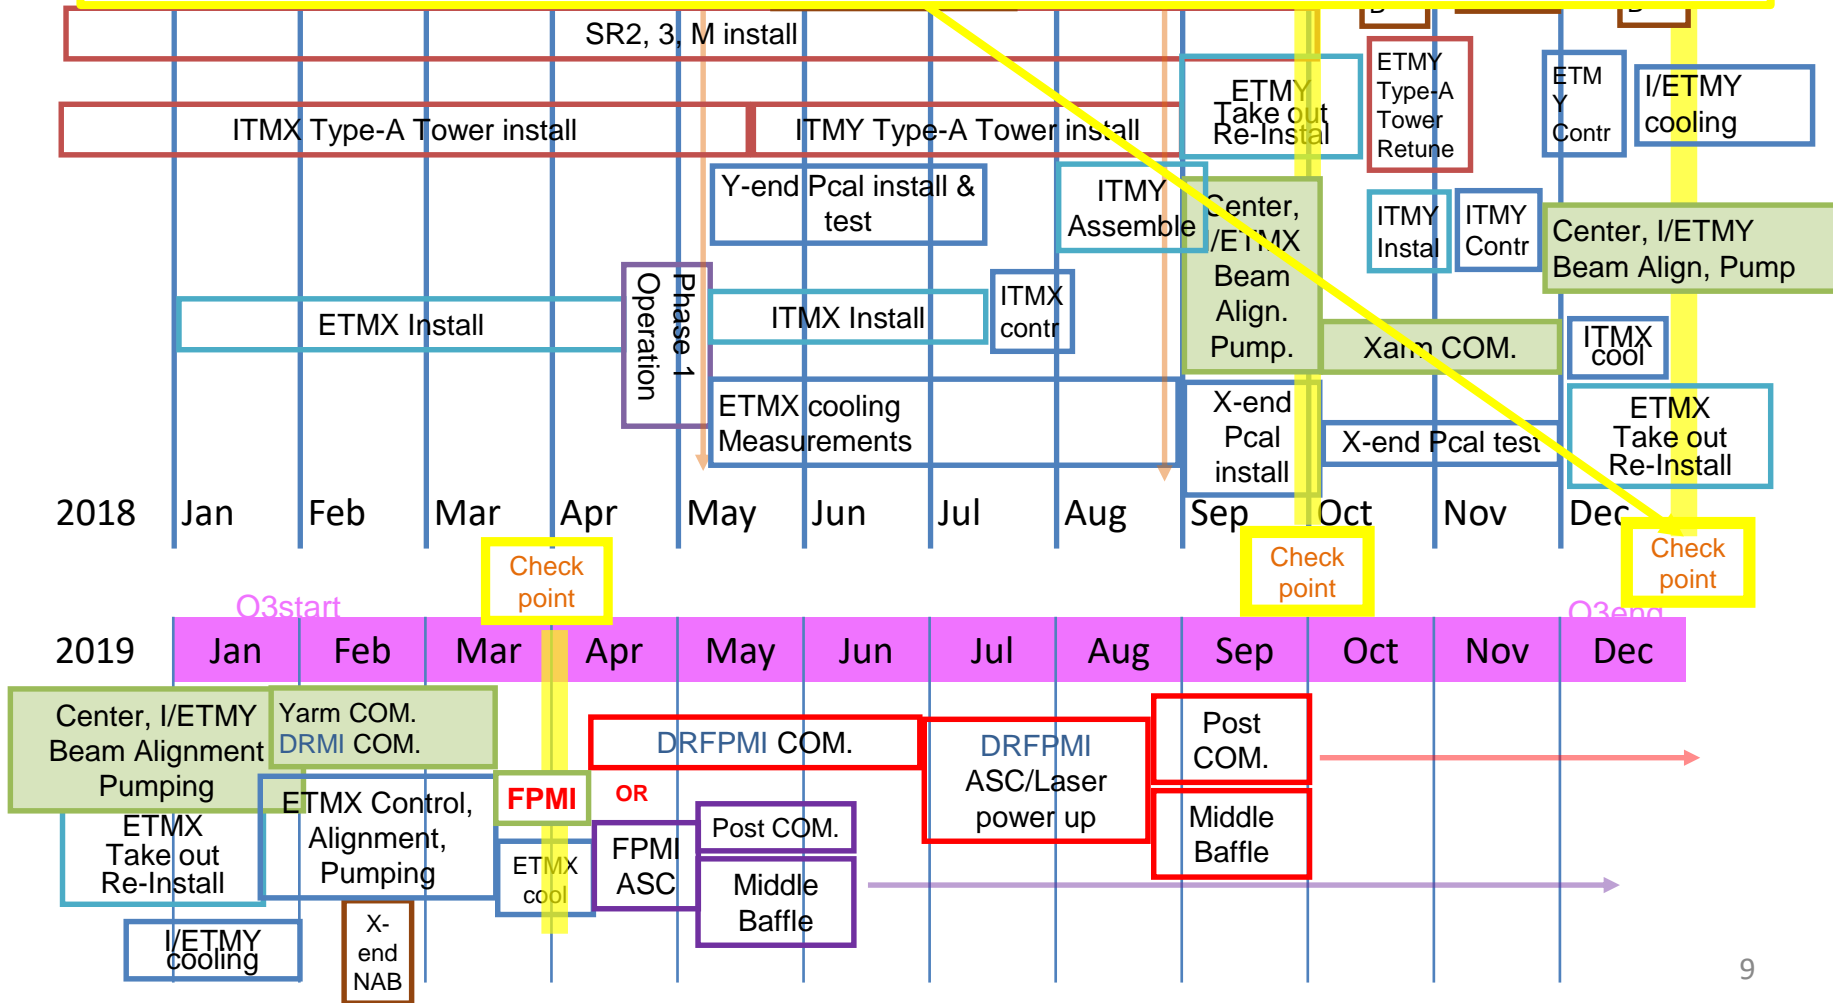 SR2, 3, M install
ETMY
Take out
Re-Instal
ETMY
Type-A
Tower
Retune
ETM
Y
Contr
I/ETMY
cooling
ITMX Type-A Tower install
ITMY Type-A Tower install
Y-end Pcal install &
test
ITMY
Assemble
Center,
I/ETMX
Beam
Align.
Pump.
ITMY
Instal
ITMY
Contr
Center, I/ETMY
Beam Align, Pump
Phase 1
Operation
ETMX Install
ITMX Install
ITMX
contr
Xarm COM.
ITMX
cool
ETMX cooling
Measurements
X-end
Pcal
install
X-end Pcal test
ETMX
Take out
Re-Install
2018 Jan Feb Mar Apr May Jun Jul Aug Sep Oct Nov Dec
Check
point
Check
point
Check
point
O3start
O3end
2019 Jan Feb Mar Apr May Jun Jul Aug Sep Oct Nov Dec
Center, I/ETMY
Beam Alignment
Pumping
Yarm COM.
DRMI COM.
DRFPMI COM.
DRFPMI
ASC/Laser
power up
Post
COM.
ETMX
Take out
Re-Install
ETMX Control,
Alignment,
Pumping
FPMI
OR
ETMX
cool
FPMI
ASC
Post COM.
Middle
Baffle
Middle
Baffle
I/ETMY
cooling
X-
end
NAB
9